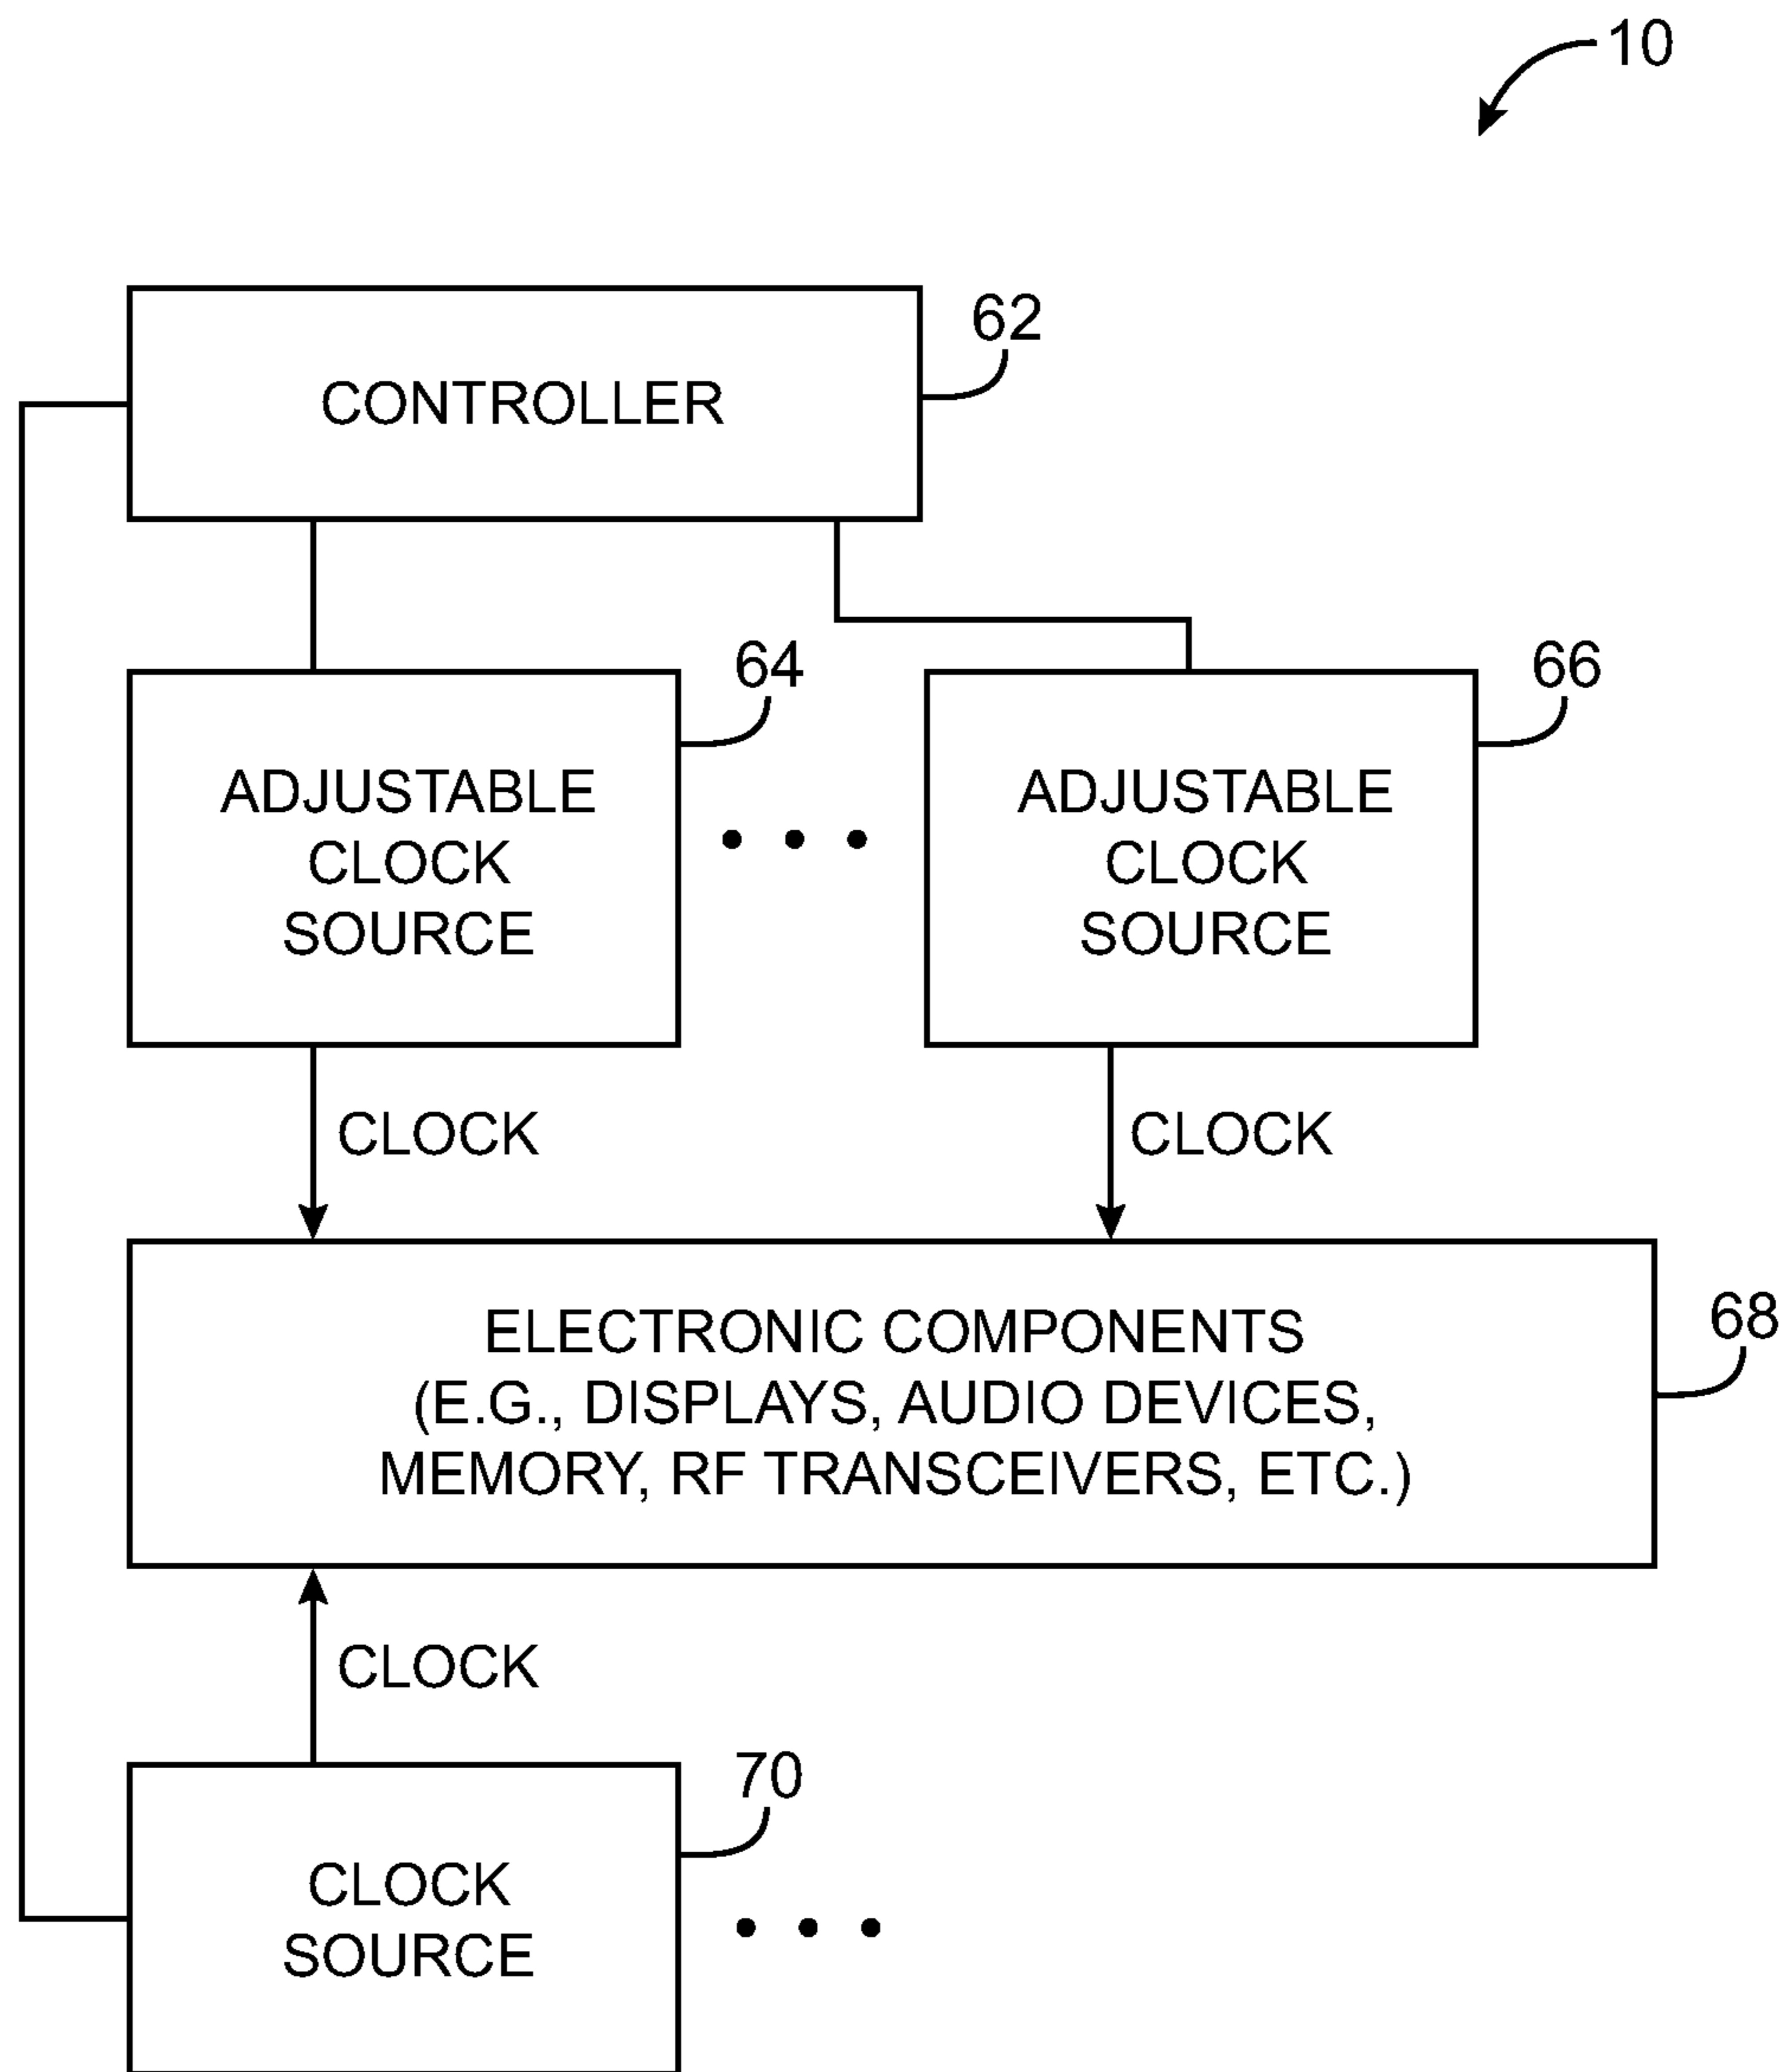 10
62
CONTROLLER
64
66
ADJUSTABLE
CLOCK
SOURCE
ADJUSTABLE
CLOCK
SOURCE
CLOCK
CLOCK
68
ELECTRONIC COMPONENTS
(E.G., DISPLAYS, AUDIO DEVICES,
MEMORY, RF TRANSCEIVERS, ETC.)
CLOCK
70
CLOCK
SOURCE